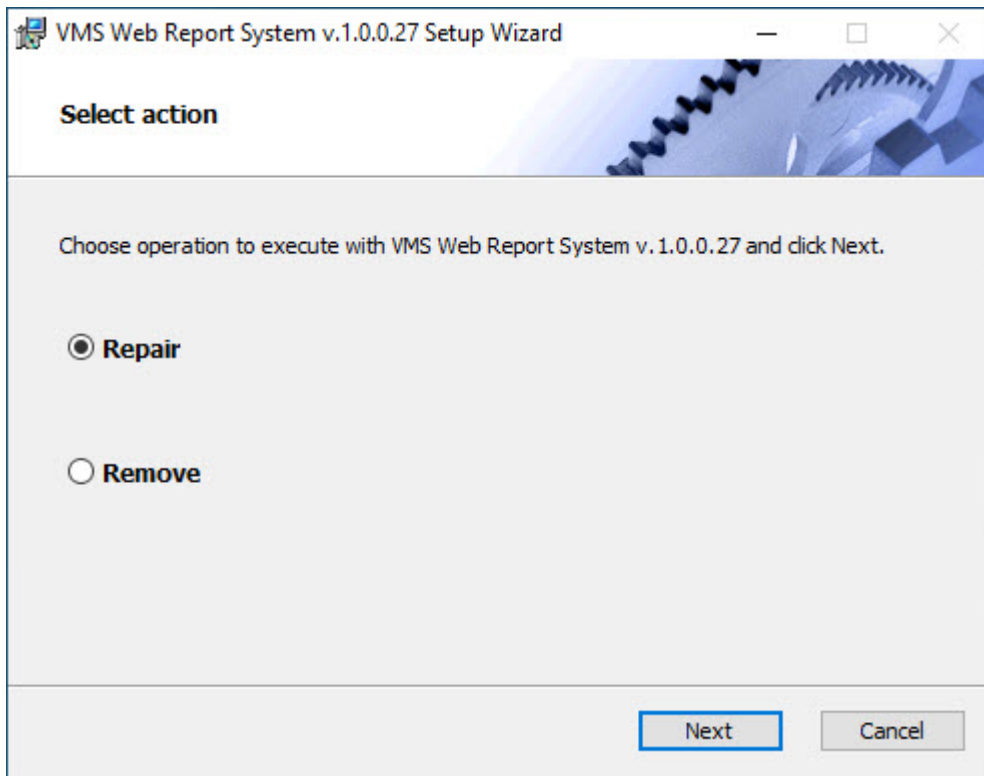 VMS Web Report System v.1.0.0.27 Setup Wizard
Select action
Choose operation to execute with VMS Web Report System v.1.0.0.27 and click Next.
Repair
Remove
Next Cancel